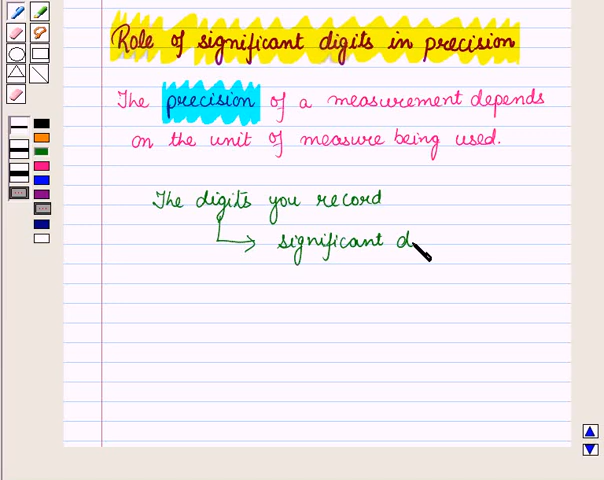 Role of significant digits in precision
The precision of a measurement depends
on the unit of measure being used.
The digits you record
significant d